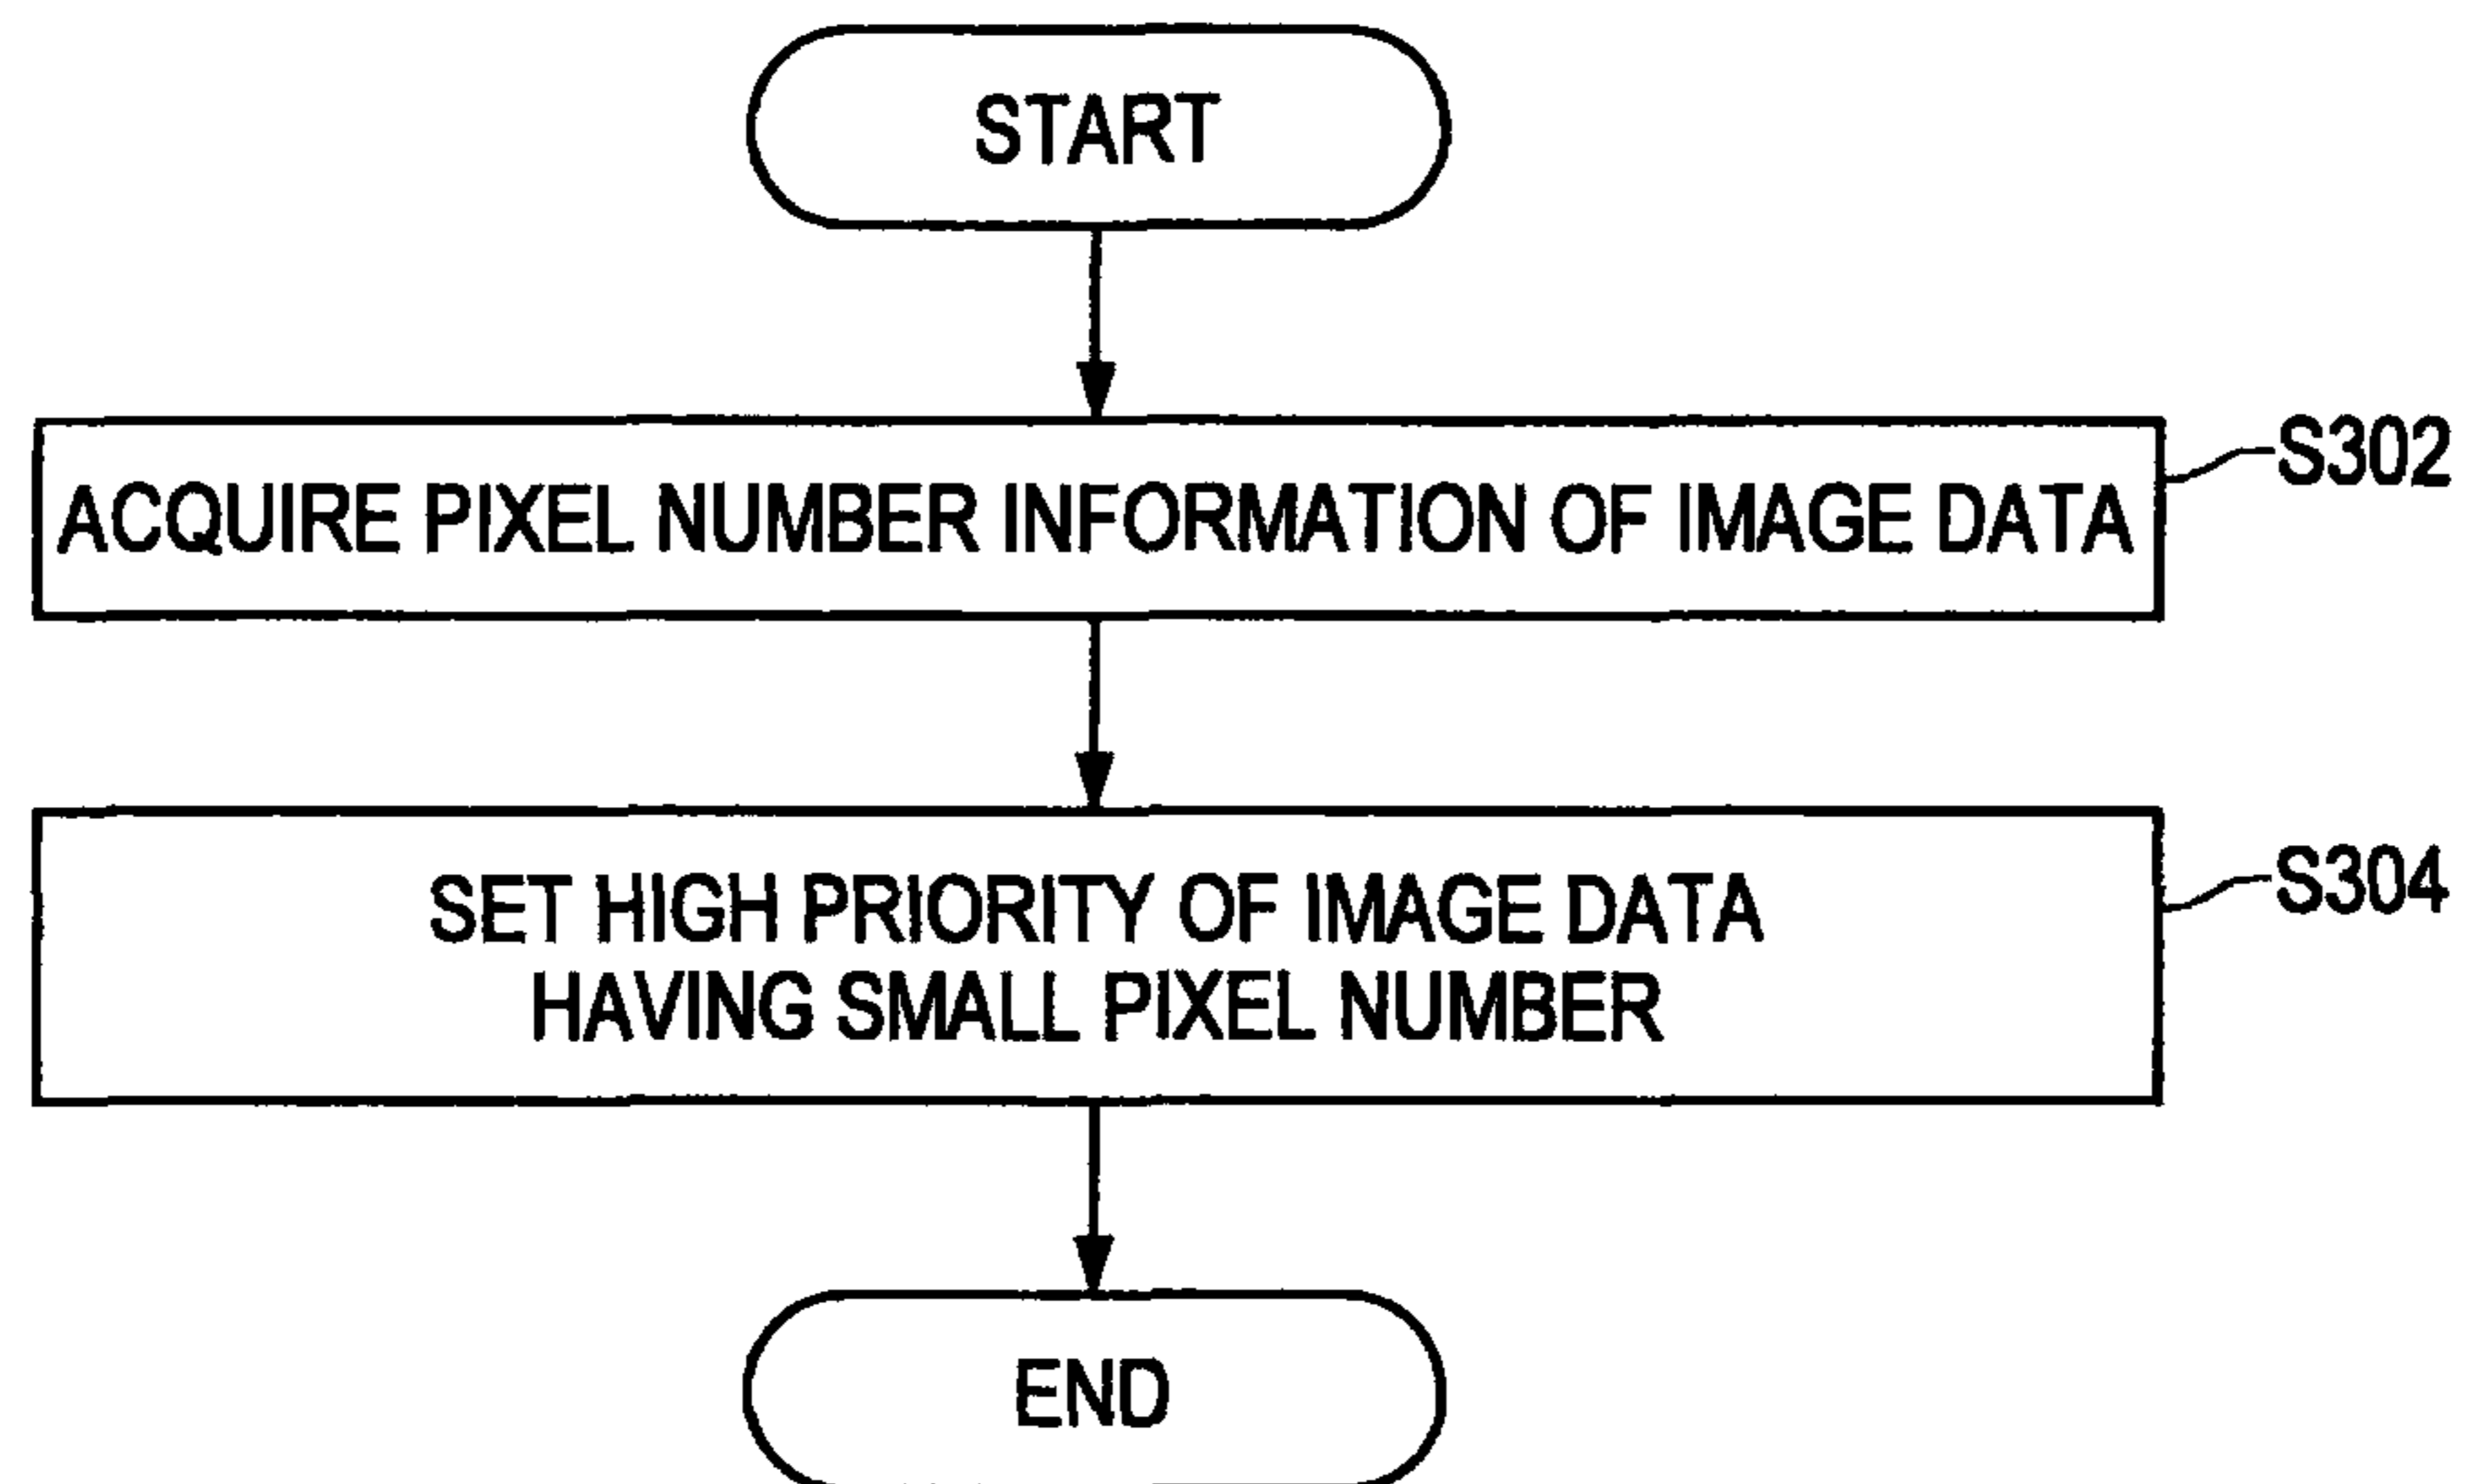 START
ACQUIRE PIXEL NUMBER INFORMATION OF IMAGE DATA
S302
SET HIGH PRIORITY OF IMAGE DATA
HAVING SMALL PIXEL NUMBER
S304
END